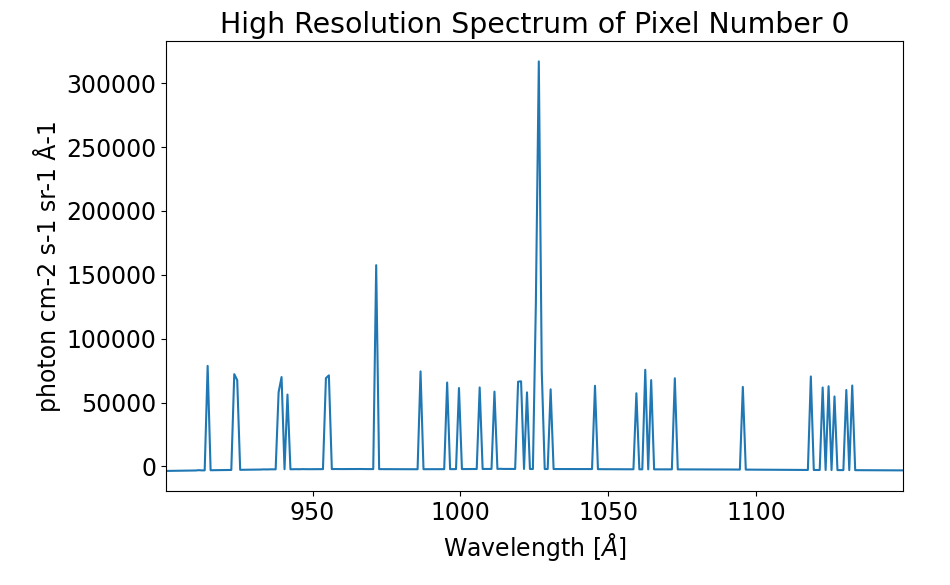 High Resolution Spectrum of Pixel Number 0
photon cm-2 s-1 sr-1 Å-1
300000
250000
200000
150000
100000
50000
0
950 1000 1050 1100
Wavelength [Å]